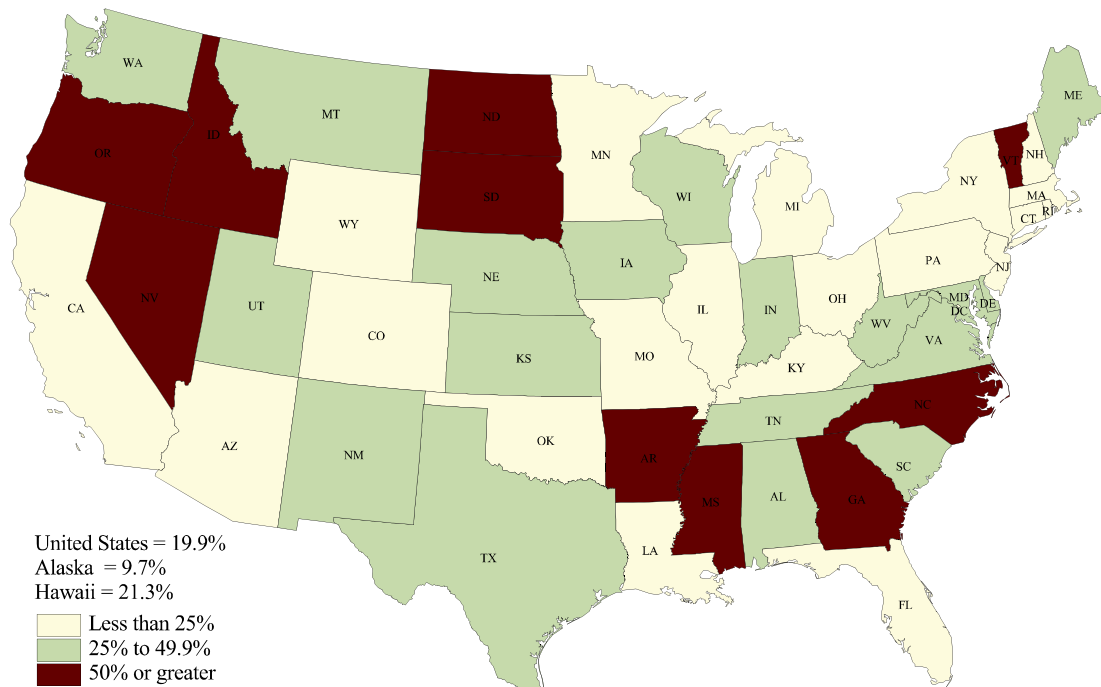 WA
MT
ND
ME
OR
ID
MN
VT
NH
SD
WI
NY
MA
MI
CT
RI
WY
IA
PA
NE
NJ
CA
NV
UT
CO
IL
IN
OH
MD
DE
DC
WV
VA
KS
MO
KY
NC
TN
AZ
NM
OK
AR
SC
MS
AL
GA
TX
LA
FL
United States = 19.9%
Alaska = 9.7%
Hawaii = 21.3%
Less than 25%
25% to 49.9%
50% or greater